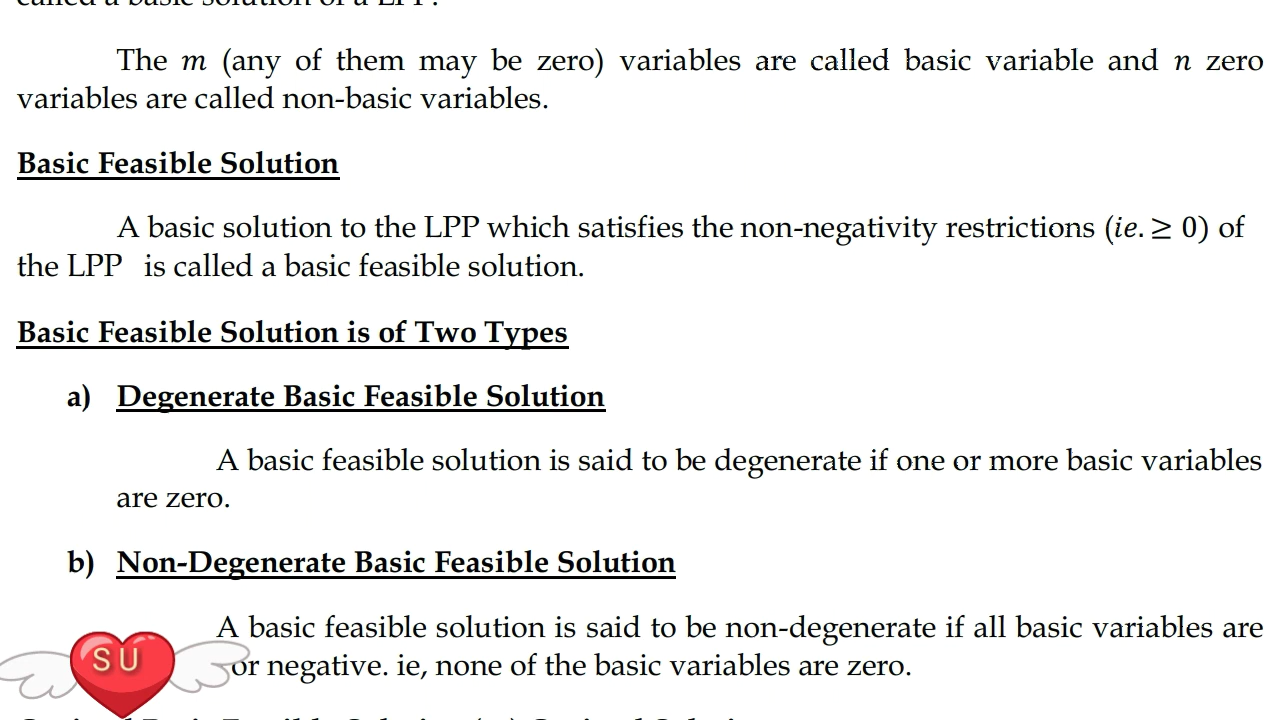 called a basic solution of a LPP.
The m (any of them may be zero) variables are called basic variable and n zero
variables are called non-basic variables.
Basic Feasible Solution
A basic solution to the LPP which satisfies the non-negativity restrictions (ie. ≥ 0) of
the LPP is called a basic feasible solution.
Basic Feasible Solution is of Two Types
a) Degenerate Basic Feasible Solution
A basic feasible solution is said to be degenerate if one or more basic variables
are zero.
b) Non-Degenerate Basic Feasible Solution
A basic feasible solution is said to be non-degenerate if all basic variables are
or negative. ie, none of the basic variables are zero.
SU